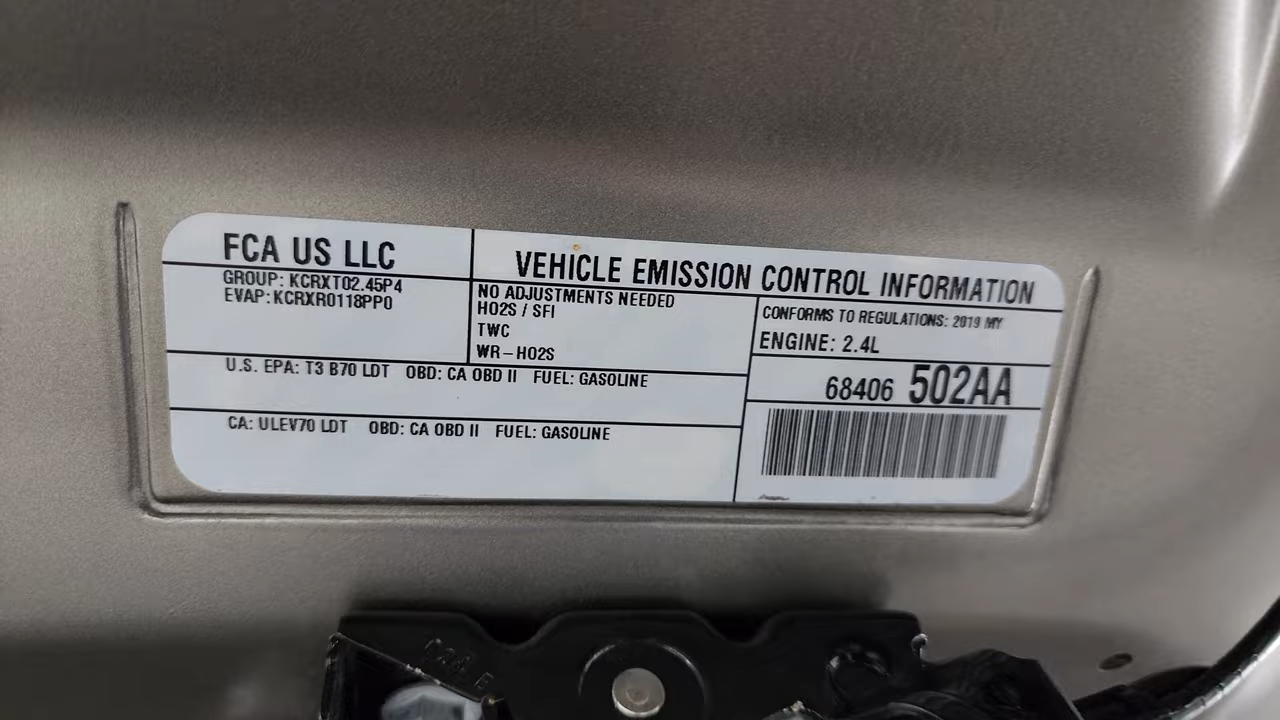 FCA US LLC
VEHICLE EMISSION CONTROL INFORMATION
GROUP: KCRXT02.45P4
EVAP: KCRXR0118PP0
NO ADJUSTMENTS NEEDED
HO2S / SFI
TWC
WR-HO2S
CONFORMS TO REGULATIONS: 2019 MY
ENGINE: 2.4L
U.S. EPA: T3 B70 LDT OBD: CA OBD II FUEL: GASOLINE
68406 502AA
CA: ULEV70 LDT OBD: CA OBD II FUEL: GASOLINE